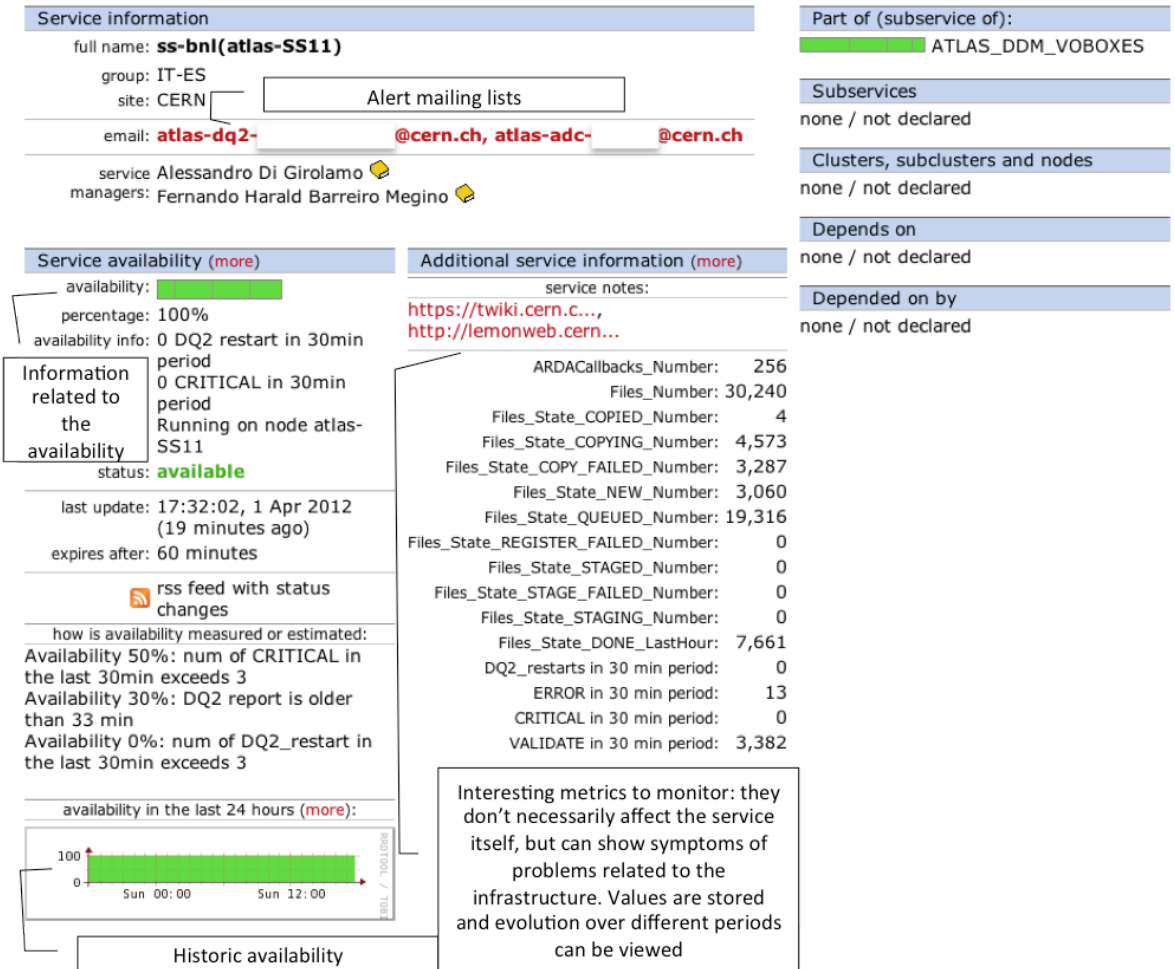 Service information
full name: ss-bnl(atlas-SS11)
group: IT-ES
site: CERN
Alert mailing lists
email: atlas-dq2- @cern.ch, atlas-adc- @cern.ch
service managers: Alessandro Di Girolamo
Fernando Harald Barreiro Megino
Part of (subservice of):
ATLAS_DDM_VOBOXES
Subservices
none / not declared
Clusters, subclusters and nodes
none / not declared
Depends on
none / not declared
Depended on by
none / not declared
Service availability (more)
availability:
percentage: 100%
availability info: 0 DQ2 restart in 30min
period
0 CRITICAL in 30min
period
Running on node atlas-
SS11
Information
related to
the
availability
status: available
last update: 17:32:02, 1 Apr 2012
(19 minutes ago)
expires after: 60 minutes
rss feed with status
changes
how is availability measured or estimated:
Availability 50%: num of CRITICAL in
the last 30min exceeds 3
Availability 30%: DQ2 report is older
than 33 min
Availability 0%: num of DQ2_restart in
the last 30min exceeds 3
availability in the last 24 hours (more):
100
0
Sun 00:00 Sun 12:00
RRDTOOL / TOBI
Historic availability
Additional service information (more)
service notes:
https://twiki.cern.c...,
http://lemonweb.cern...
ARDACallbacks_Number: 256
Files_Number: 30,240
Files_State_COPIED_Number: 4
Files_State_COPYING_Number: 4,573
Files_State_COPY_FAILED_Number: 3,287
Files_State_NEW_Number: 3,060
Files_State_QUEUED_Number: 19,316
Files_State_REGISTER_FAILED_Number: 0
Files_State_STAGED_Number: 0
Files_State_STAGE_FAILED_Number: 0
Files_State_STAGING_Number: 0
Files_State_DONE_LastHour: 7,661
DQ2_restarts in 30 min period: 0
ERROR in 30 min period: 13
CRITICAL in 30 min period: 0
VALIDATE in 30 min period: 3,382
Interesting metrics to monitor: they
don't necessarily affect the service
itself, but can show symptoms of
problems related to the
infrastructure. Values are stored
and evolution over different periods
can be viewed